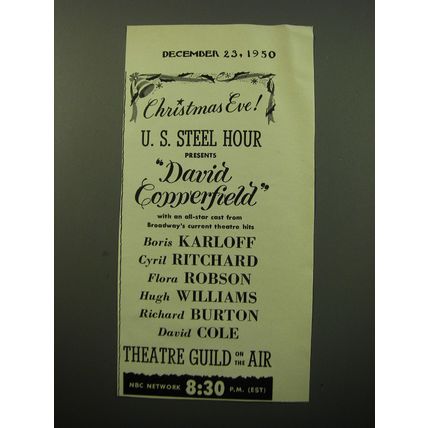 DECEMBER 23, 1950
Christmas Eve!
U. S. STEEL HOUR
PRESENTS
"David
Copperfield"
with an all-star cast from
Broadway's current theatre hits
Boris KARLOFF
Cyril RITCHARD
Flora ROBSON
Hugh WILLIAMS
Richard BURTON
David COLE
THEATRE GUILD ON THE AIR
NBC NETWORK 8:30 P.M. (EST)